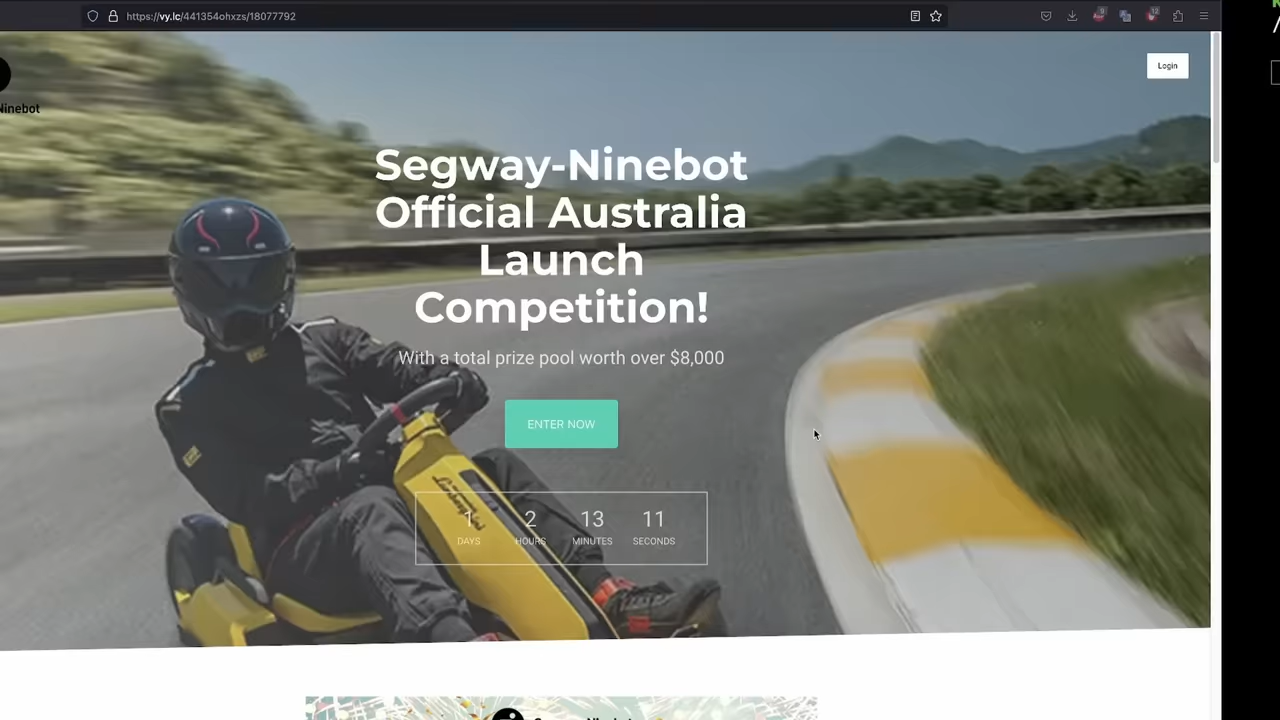 https://vy.lc/441354ohxzs/18077792
Login
Ninebot
Segway-Ninebot
Official Australia
Launch
Competition!
With a total prize pool worth over $8,000
ENTER NOW
1 2 13 11
DAYS HOURS MINUTES SECONDS